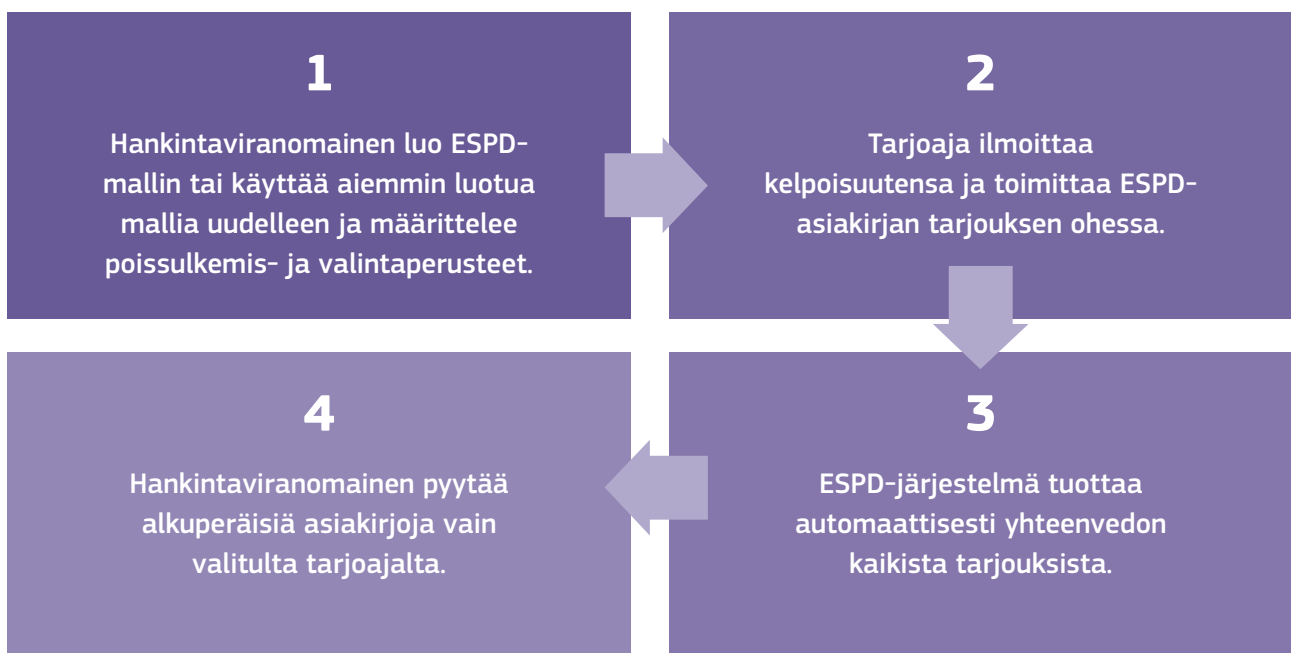 1
Hankintaviranomainen luo ESPD-
mallin tai käyttää aiemmin luotua
mallia uudelleen ja määrittelee
poissulkemis- ja valintaperusteet.
2
Tarjoaja ilmoittaa
kelpoisuutensa ja toimittaa ESPD-
asiakirjan tarjouksen ohessa.
3
ESPD-järjestelmä tuottaa
automaattisesti yhteenvedon
kaikista tarjouksista.
4
Hankintaviranomainen pyytää
alkuperäisiä asiakirjoja vain
valitulta tarjoajalta.